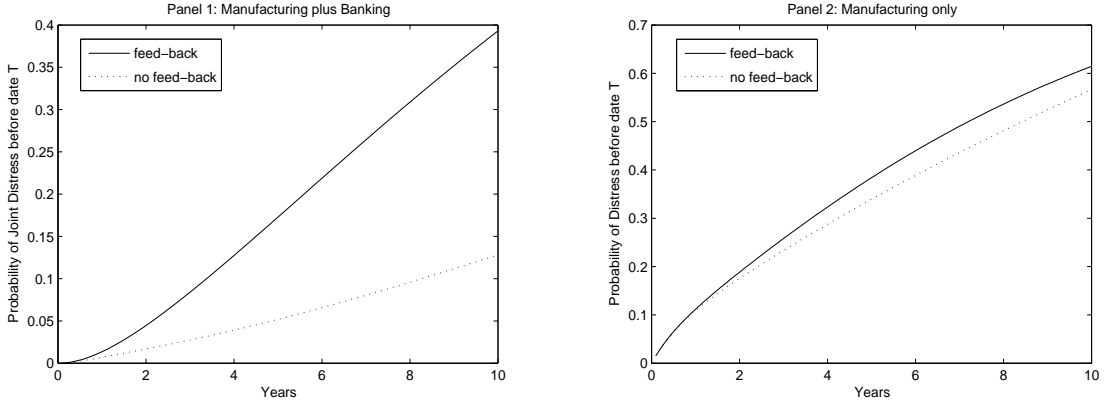 Panel 1: Manufacturing plus Banking
0.4
0.35
0.3
0.25
0.2
0.15
0.1
0.05
0
Probability of Joint Distress before date T
feed−back
no feed−back
0 2 4 6 8 10
Years
Panel 2: Manufacturing only
0.7
0.6
0.5
0.4
0.3
0.2
0.1
0
Probability of Distress before date T
feed−back
no feed−back
0 2 4 6 8 10
Years